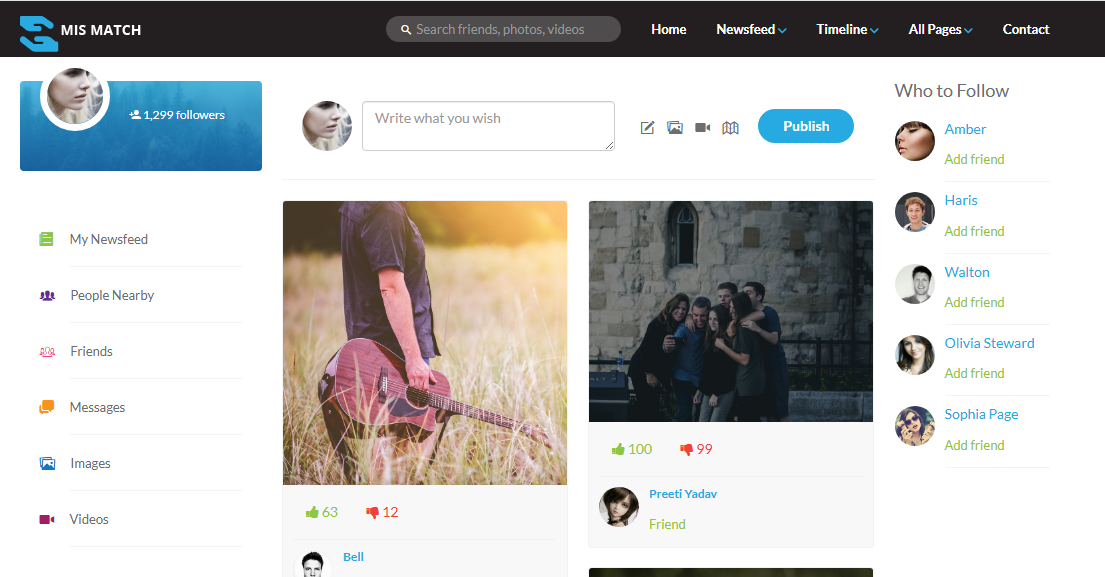 MIS MATCH
Search friends, photos, videos
Home
Newsfeed
Timeline
All Pages
Contact
1,299 followers
Write what you wish
Publish
Who to Follow
Amber
Add friend
Haris
Add friend
Walton
Add friend
Olivia Steward
Add friend
Sophia Page
Add friend
My Newsfeed
People Nearby
Friends
Messages
Images
Videos
63
12
Bell
100
99
Preeti Yadav
Friend